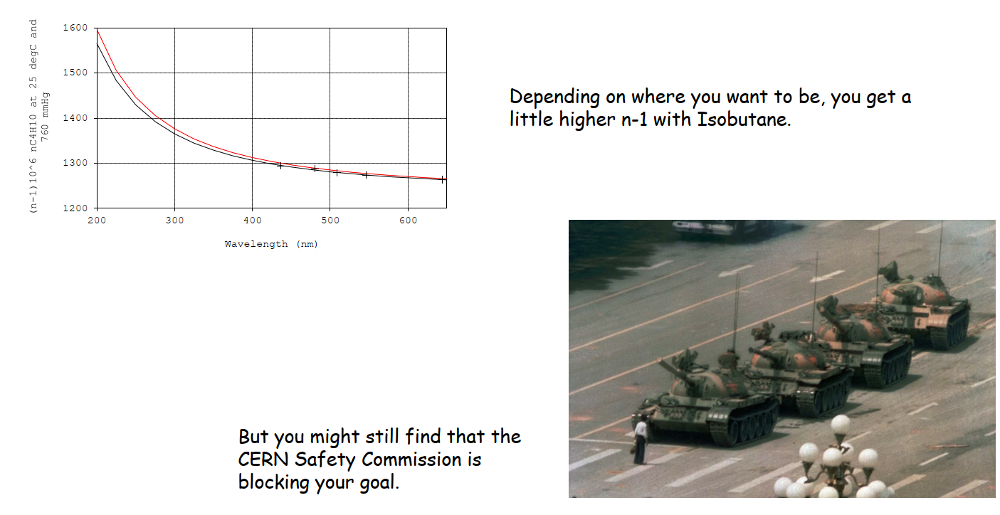 (n-1)10^6 nC4H10 at 25 degC and
760 mmHg
1600
1500
1400
1300
1200
200 300 400 500 600
Wavelength (nm)
Depending on where you want to be, you get a
little higher n-1 with Isobutane.
But you might still find that the
CERN Safety Commission is
blocking your goal.